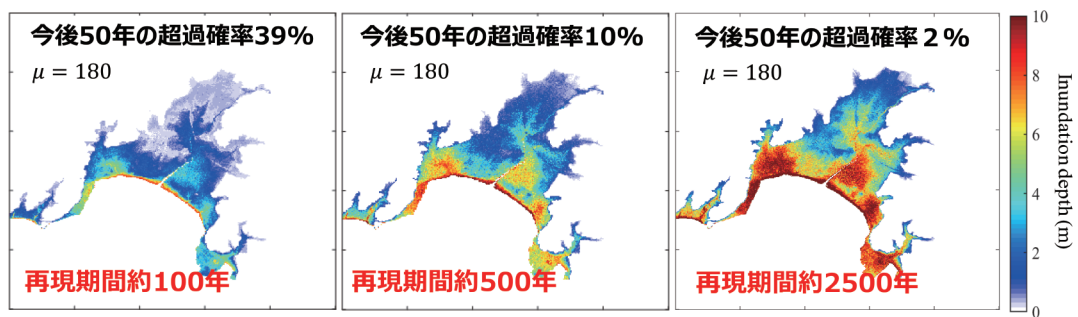 今後50年の超過確率39%
μ = 180
再現期間約100年
今後50年の超過確率10%
μ = 180
再現期間約500年
今後50年の超過確率２%
μ = 180
再現期間約2500年
10
8
6
4
2
0
Inundation depth (m)